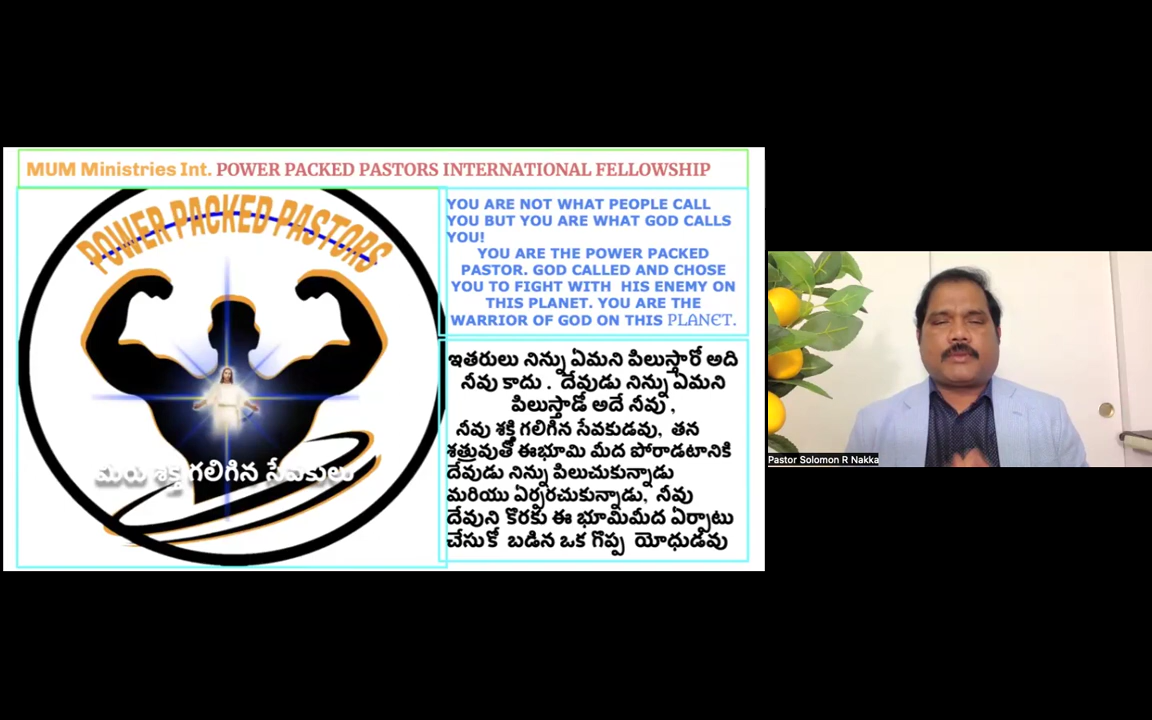 MUM Ministries Int. POWER PACKED PASTORS INTERNATIONAL FELLOWSHIP
POWER PACKED PASTORS
మీరు శక్తి గలిగిన సేవకులు
YOU ARE NOT WHAT PEOPLE CALL
YOU BUT YOU ARE WHAT GOD CALLS
YOU!
YOU ARE THE POWER PACKED
PASTOR. GOD CALLED AND CHOSE
YOU TO FIGHT WITH HIS ENEMY ON
THIS PLANET. YOU ARE THE
WARRIOR OF GOD ON THIS PLANET.
ఇతరులు నిన్ను ఏమని పిలుస్తారో అది
నీవు కాదు . దేవుడు నిన్ను ఏమని
పిలుస్తాడో అదే నీవు ,
నీవు శక్తి గలిగిన సేవకుడవు, తన
శత్రువుతో ఈభూమి మీద పోరాడటానికి
దేవుడు నిన్ను పిలుచుకున్నాడు
మరియు ఏర్పరచుకున్నాడు, నీవు
దేవుని కొరకు ఈ భూమిమీద ఏర్పాటు
చేసుకో బడిన ఒక గొప్ప యోధుడవు
Pastor Solomon R Nakka